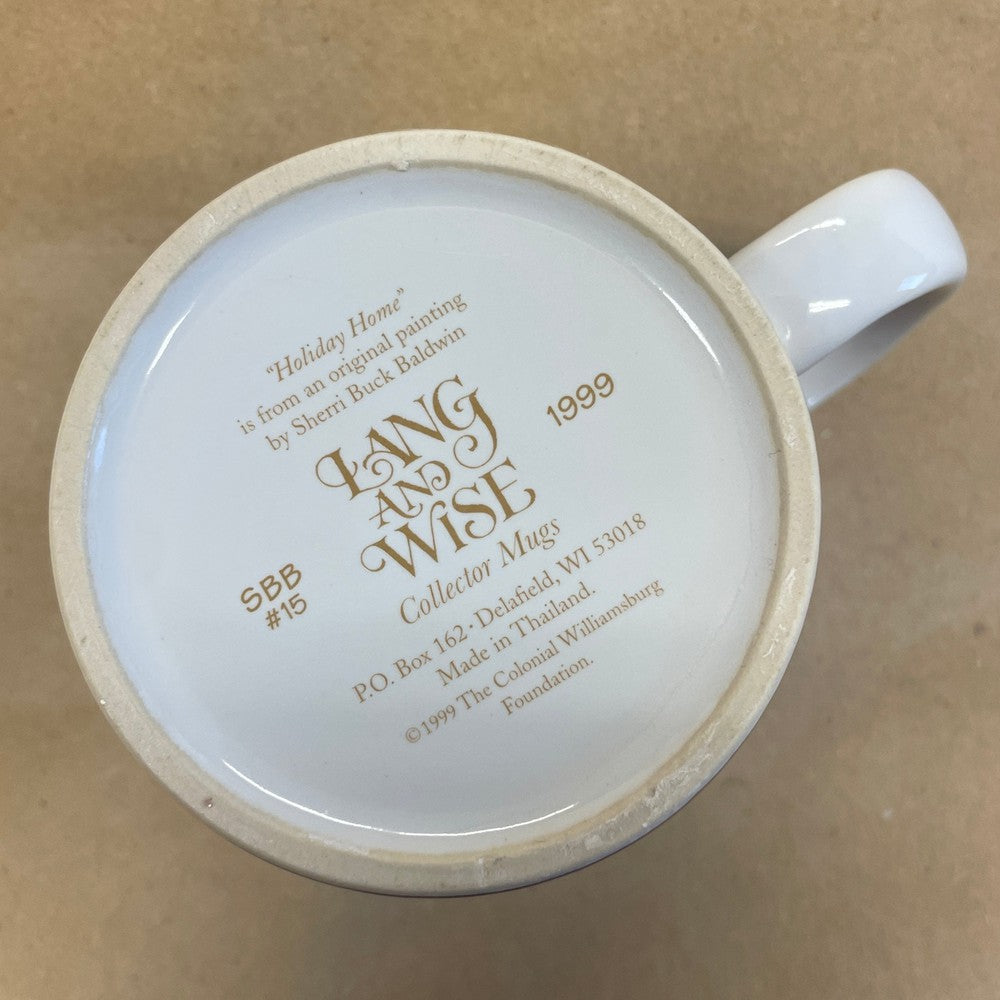 “Holiday Home”
is from an original painting
by Sherri Buck Baldwin
LANG
AND
WISE
1999
SBB
#15
Collector Mugs
P.O. Box 162 · Delafield, WI 53018
Made in Thailand.
©1999 The Colonial Williamsburg
Foundation.